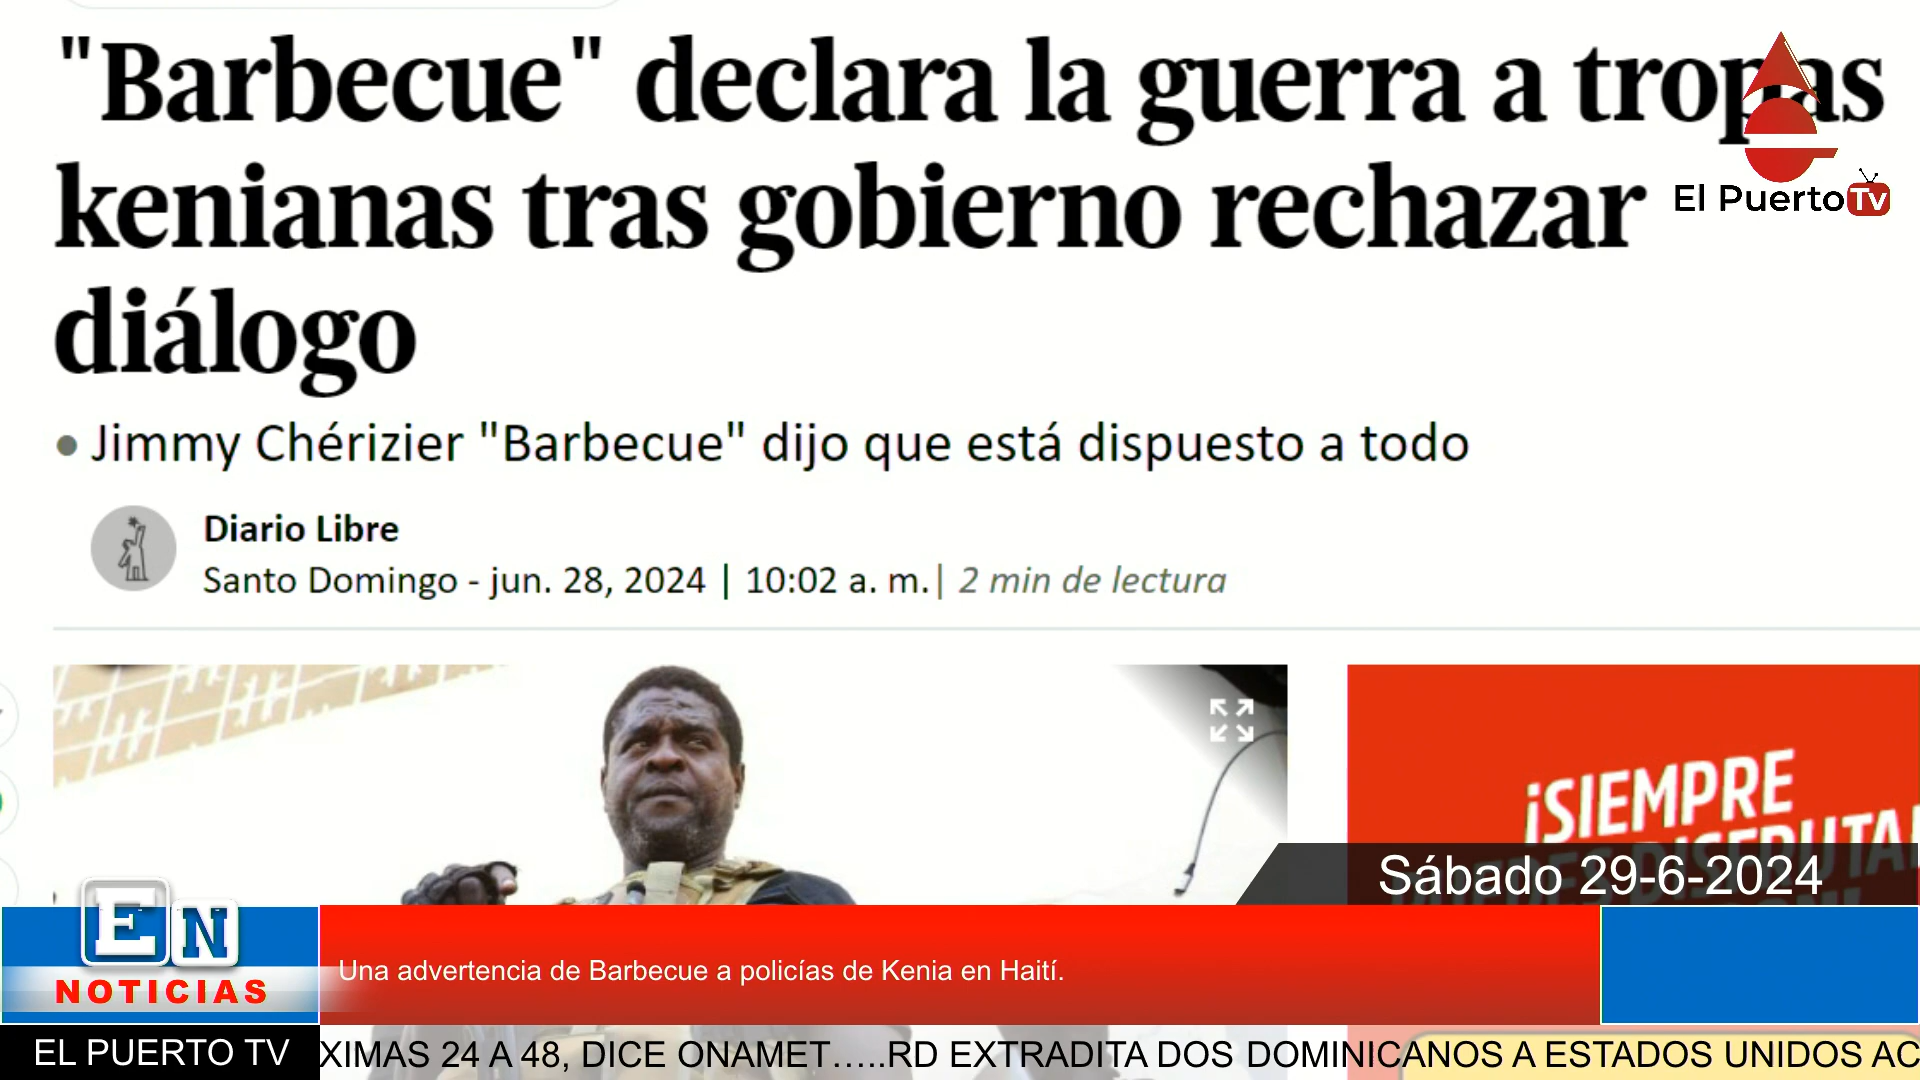 "Barbecue" declara la guerra a tropas
kenianas tras gobierno rechazar
diálogo
El Puerto Tv
• Jimmy Chérizier "Barbecue" dijo que está dispuesto a todo
Diario Libre
Santo Domingo - jun. 28, 2024 | 10:02 a. m.| 2 min de lectura
¡SIEMPRE
Sábado 29-6-2024
EN
NOTICIAS
Una advertencia de Barbecue a policías de Kenia en Haití.
EL PUERTO TV
XIMAS 24 A 48, DICE ONAMET…..RD EXTRADITA DOS DOMINICANOS A ESTADOS UNIDOS AC